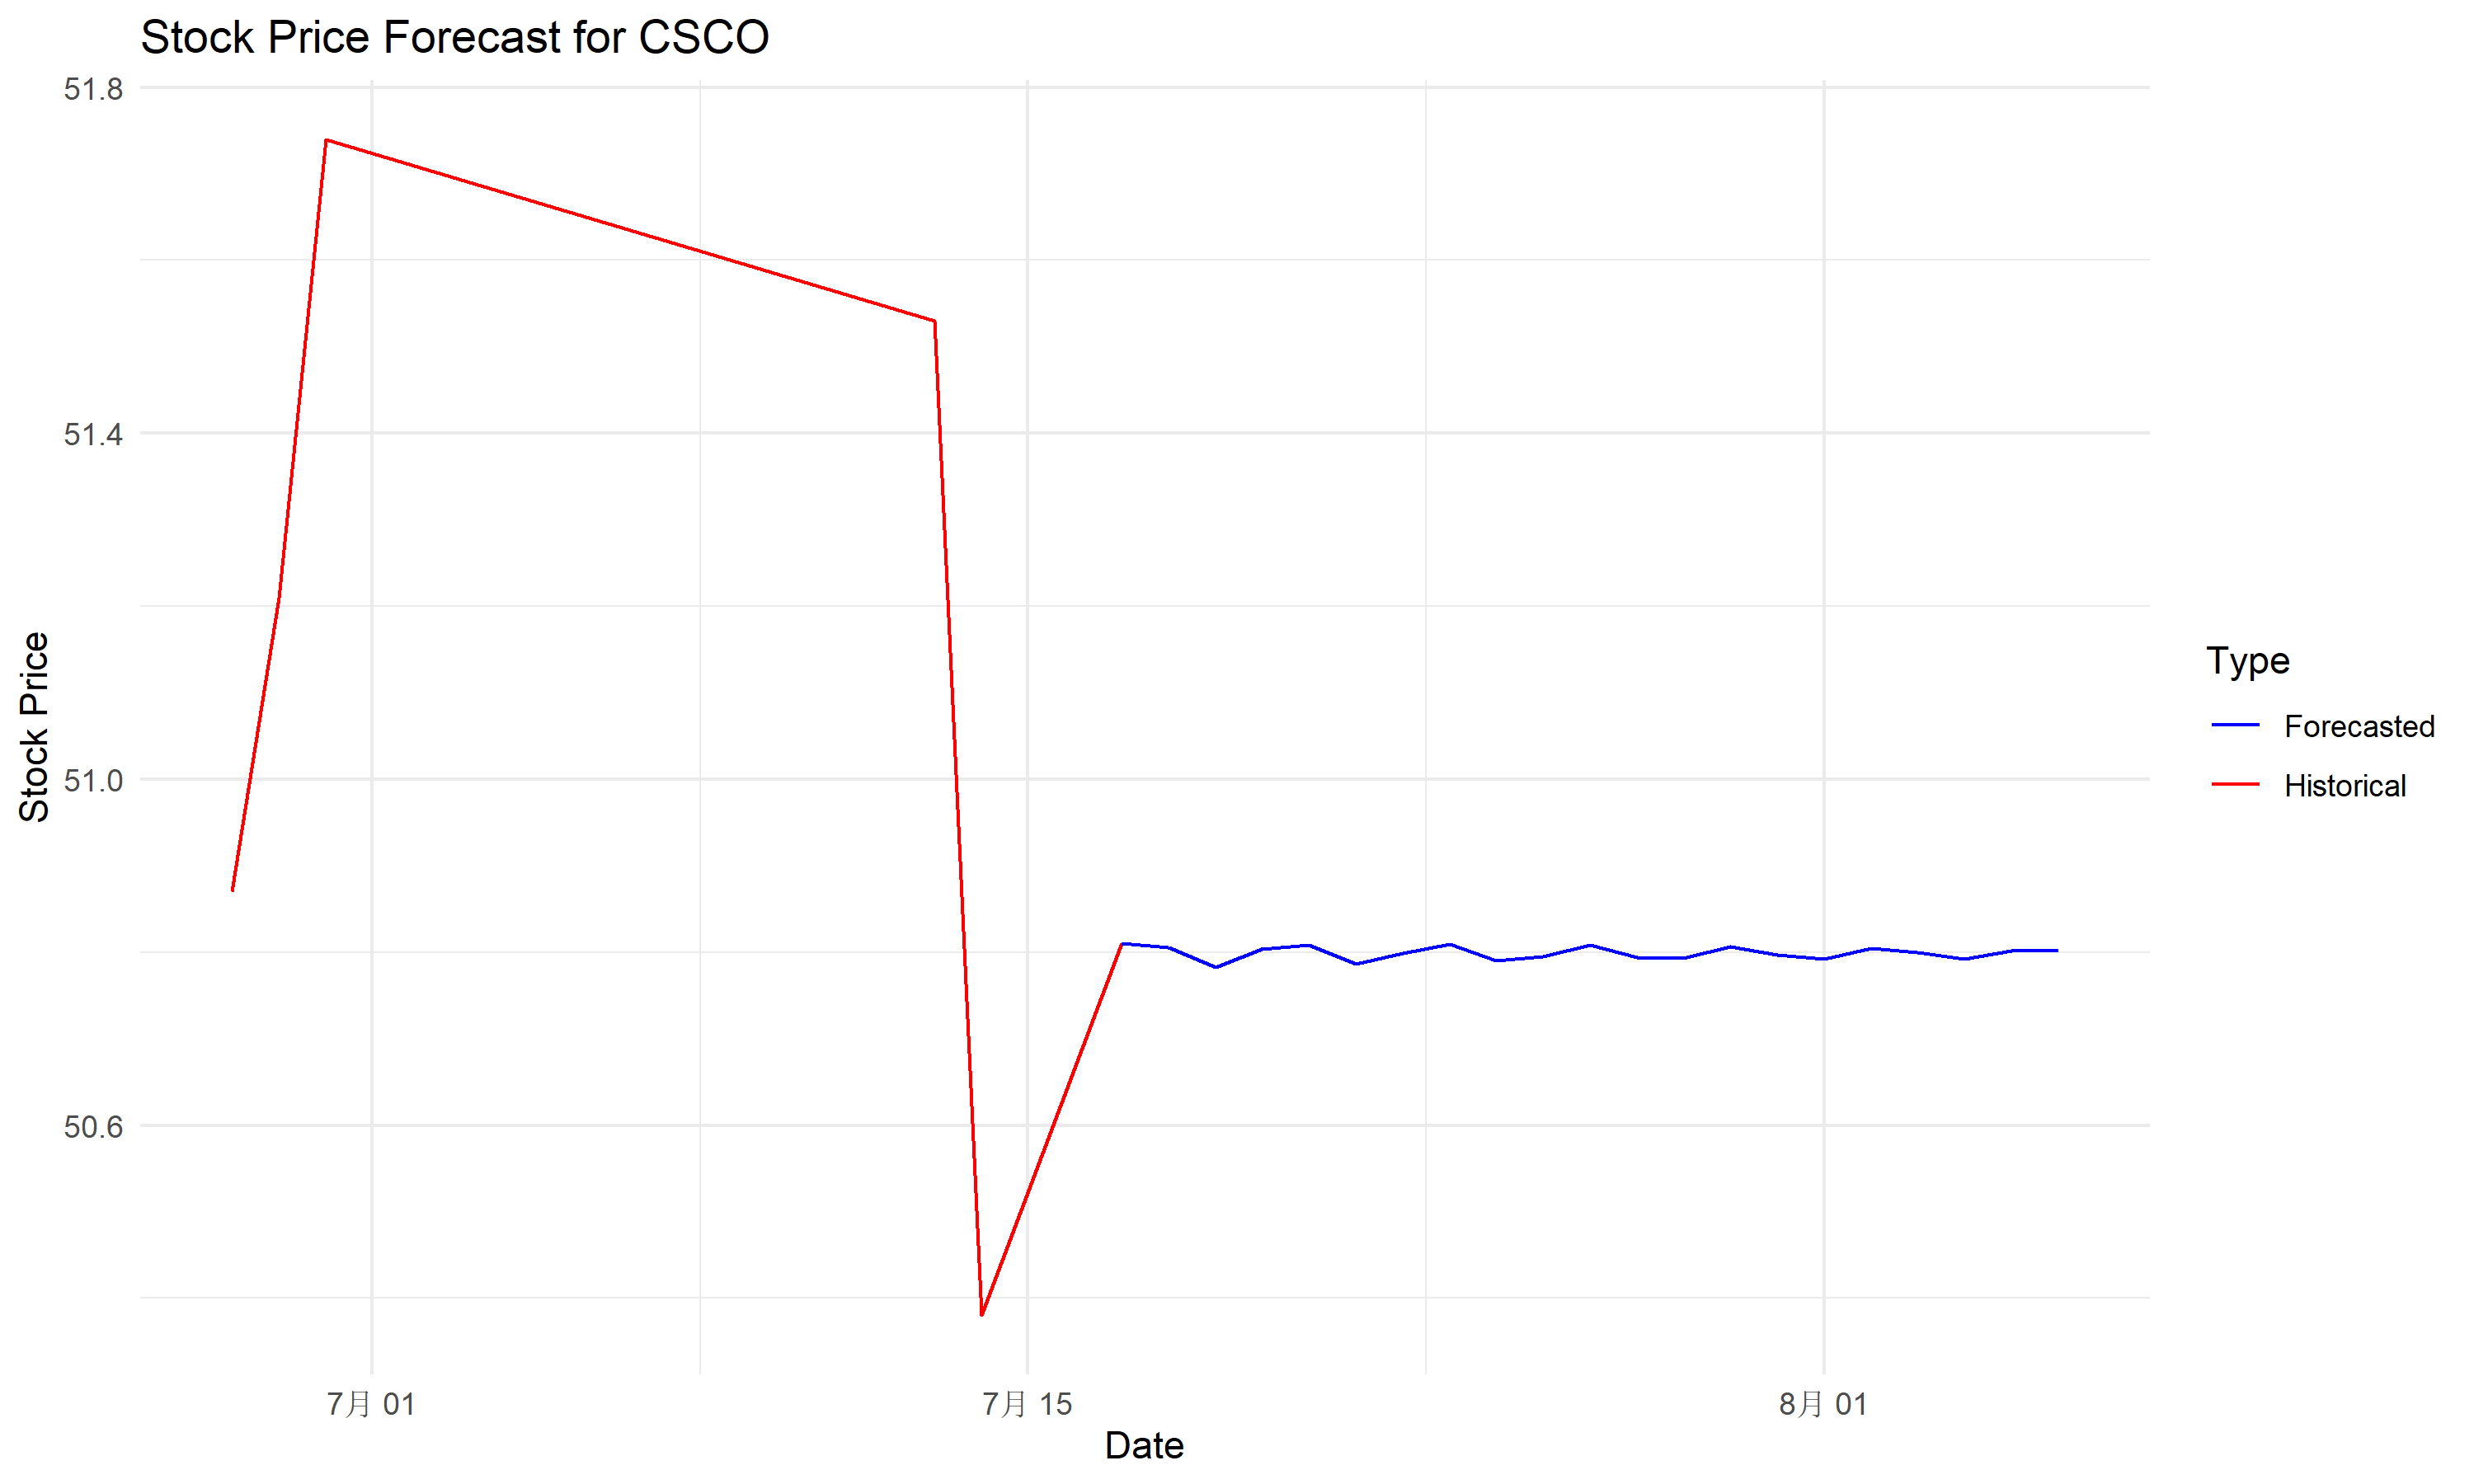 Stock Price Forecast for CSCO
51.8
51.4
51.0
50.6
Stock Price
7月 01
7月 15
8月 01
Date
Type
Forecasted
Historical